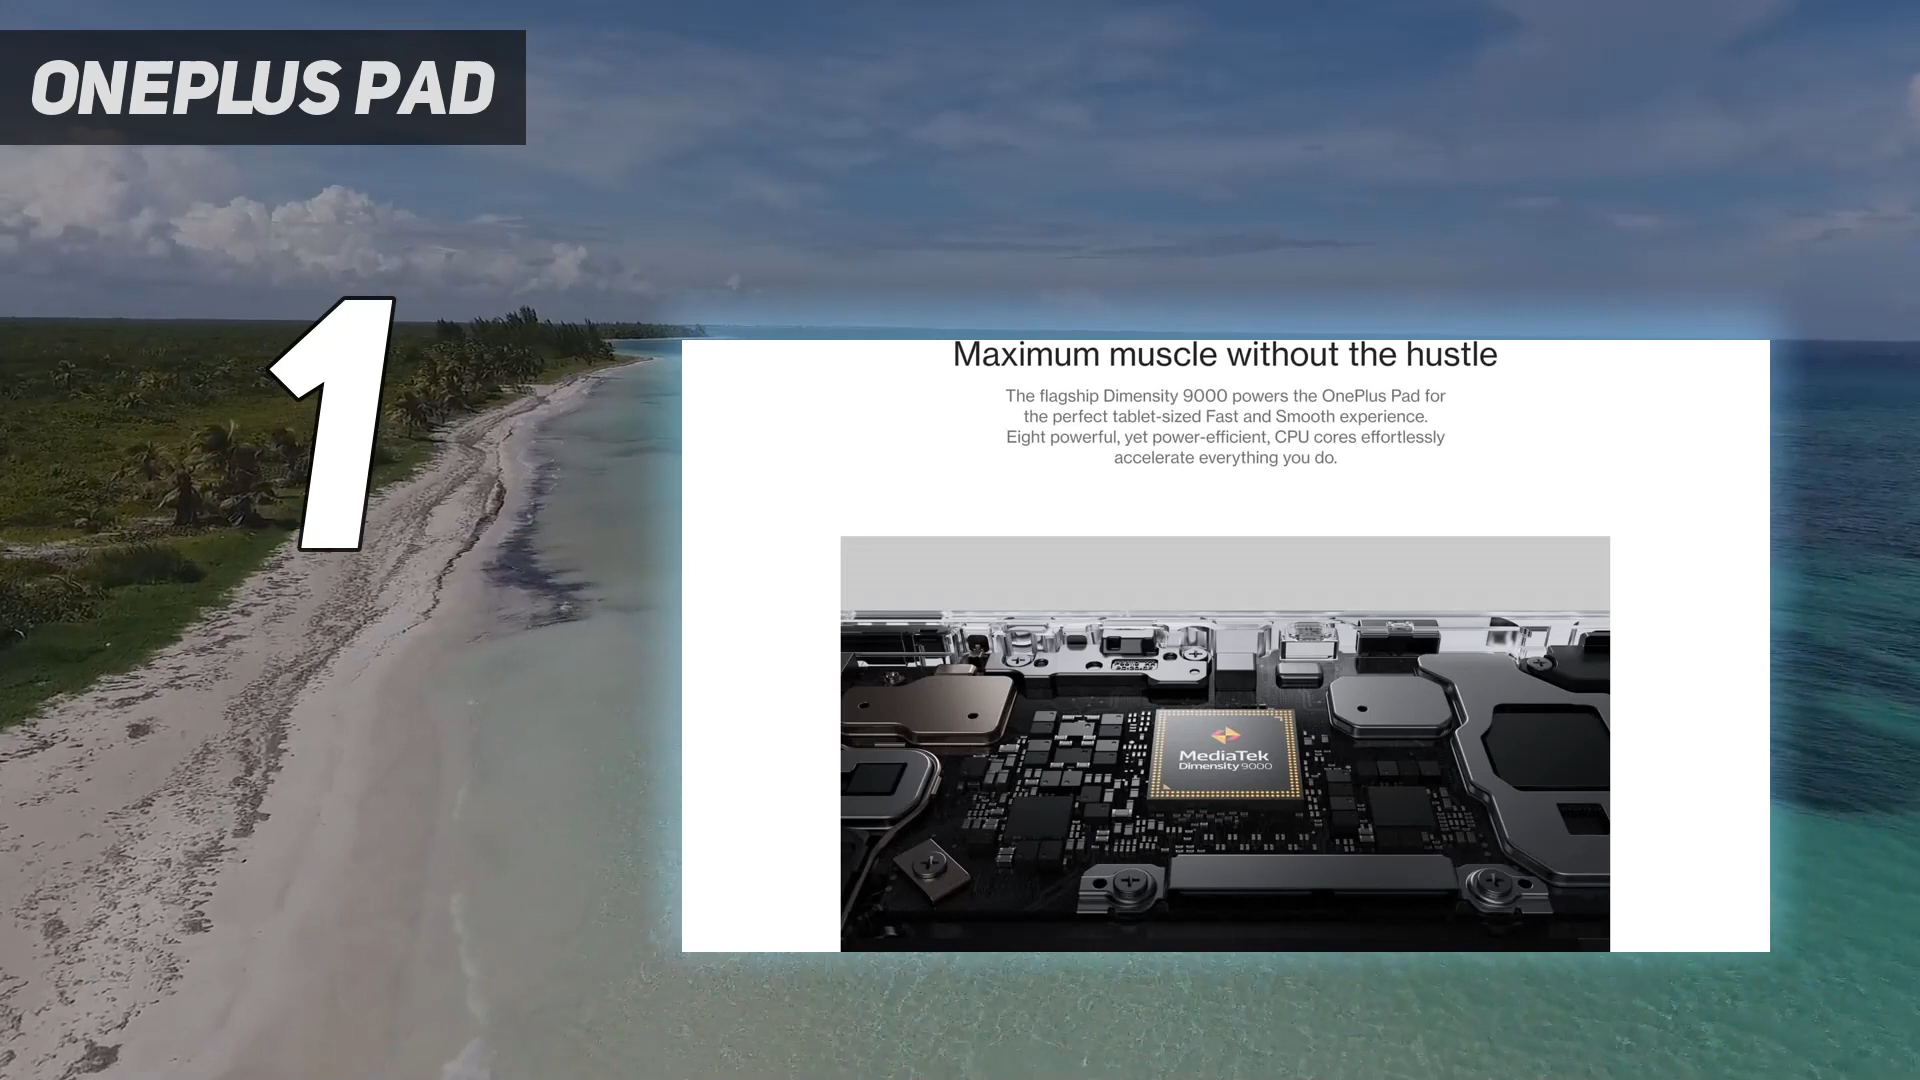 ONEPLUS PAD
1
Maximum muscle without the hustle
The flagship Dimensity 9000 powers the OnePlus Pad for
the perfect tablet-sized Fast and Smooth experience.
Eight powerful, yet power-efficient, CPU cores effortlessly
accelerate everything you do.
MediaTek
Dimensity 9000